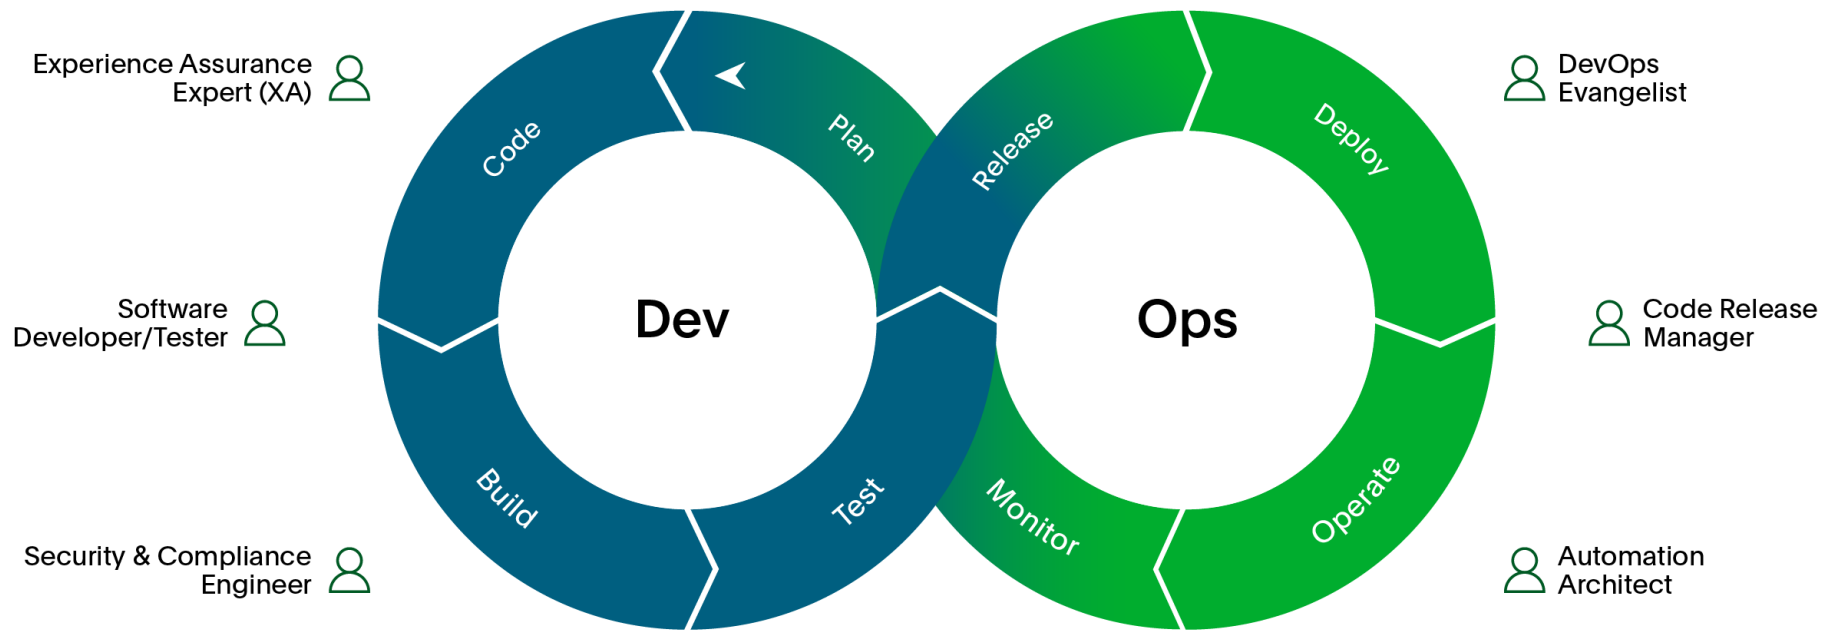 Experience Assurance
Expert (XA)
Software
Developer/Tester
Security & Compliance
Engineer
Code
Plan
Build
Test
Dev
Release
Deploy
Monitor
Operate
Ops
DevOps
Evangelist
Code Release
Manager
Automation
Architect